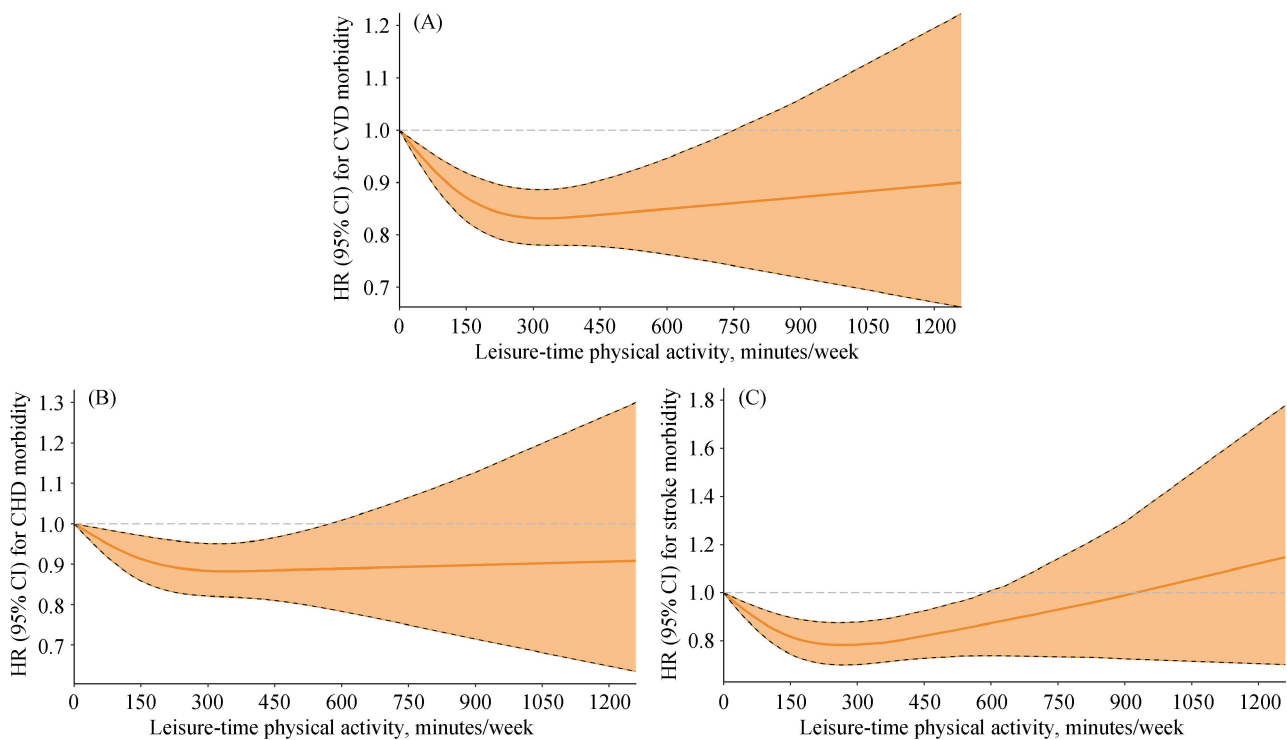 (A)
HR (95% CI) for CVD morbidity
1.2
1.1
1.0
0.9
0.8
0.7
0 150 300 450 600 750 900 1050 1200
Leisure-time physical activity, minutes/week
(B)
HR (95% CI) for CHD morbidity
1.3
1.2
1.1
1.0
0.9
0.8
0.7
0 150 300 450 600 750 900 1050 1200
Leisure-time physical activity, minutes/week
(C)
HR (95% CI) for stroke morbidity
1.8
1.6
1.4
1.2
1.0
0.8
0 150 300 450 600 750 900 1050 1200
Leisure-time physical activity, minutes/week